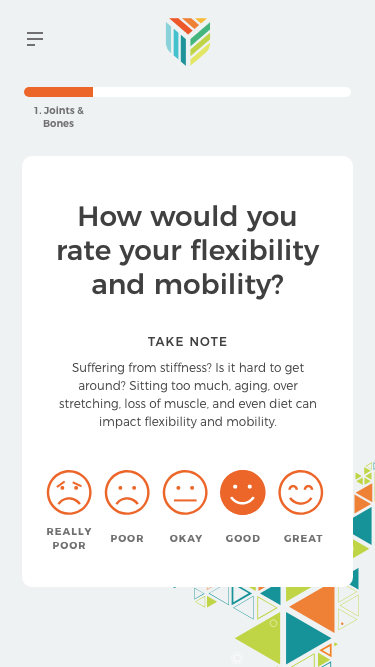 1. Joints &
Bones
How would you
rate your flexibility
and mobility?
TAKE NOTE
Suffering from stiffness? Is it hard to get
around? Sitting too much, aging, over
stretching, loss of muscle, and even diet can
impact flexibility and mobility.
REALLY
POOR
POOR
OKAY
GOOD
GREAT